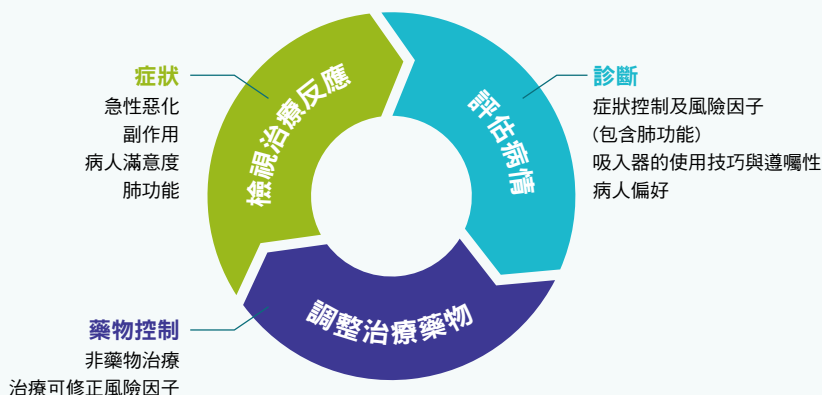 檢視治療反應
症狀
急性惡化
副作用
病人滿意度
肺功能
評估病情
診斷
症狀控制及風險因子
(包含肺功能)
吸入器的使用技巧與遵囑性
病人偏好
調整治療藥物
藥物控制
非藥物治療
治療可修正風險因子